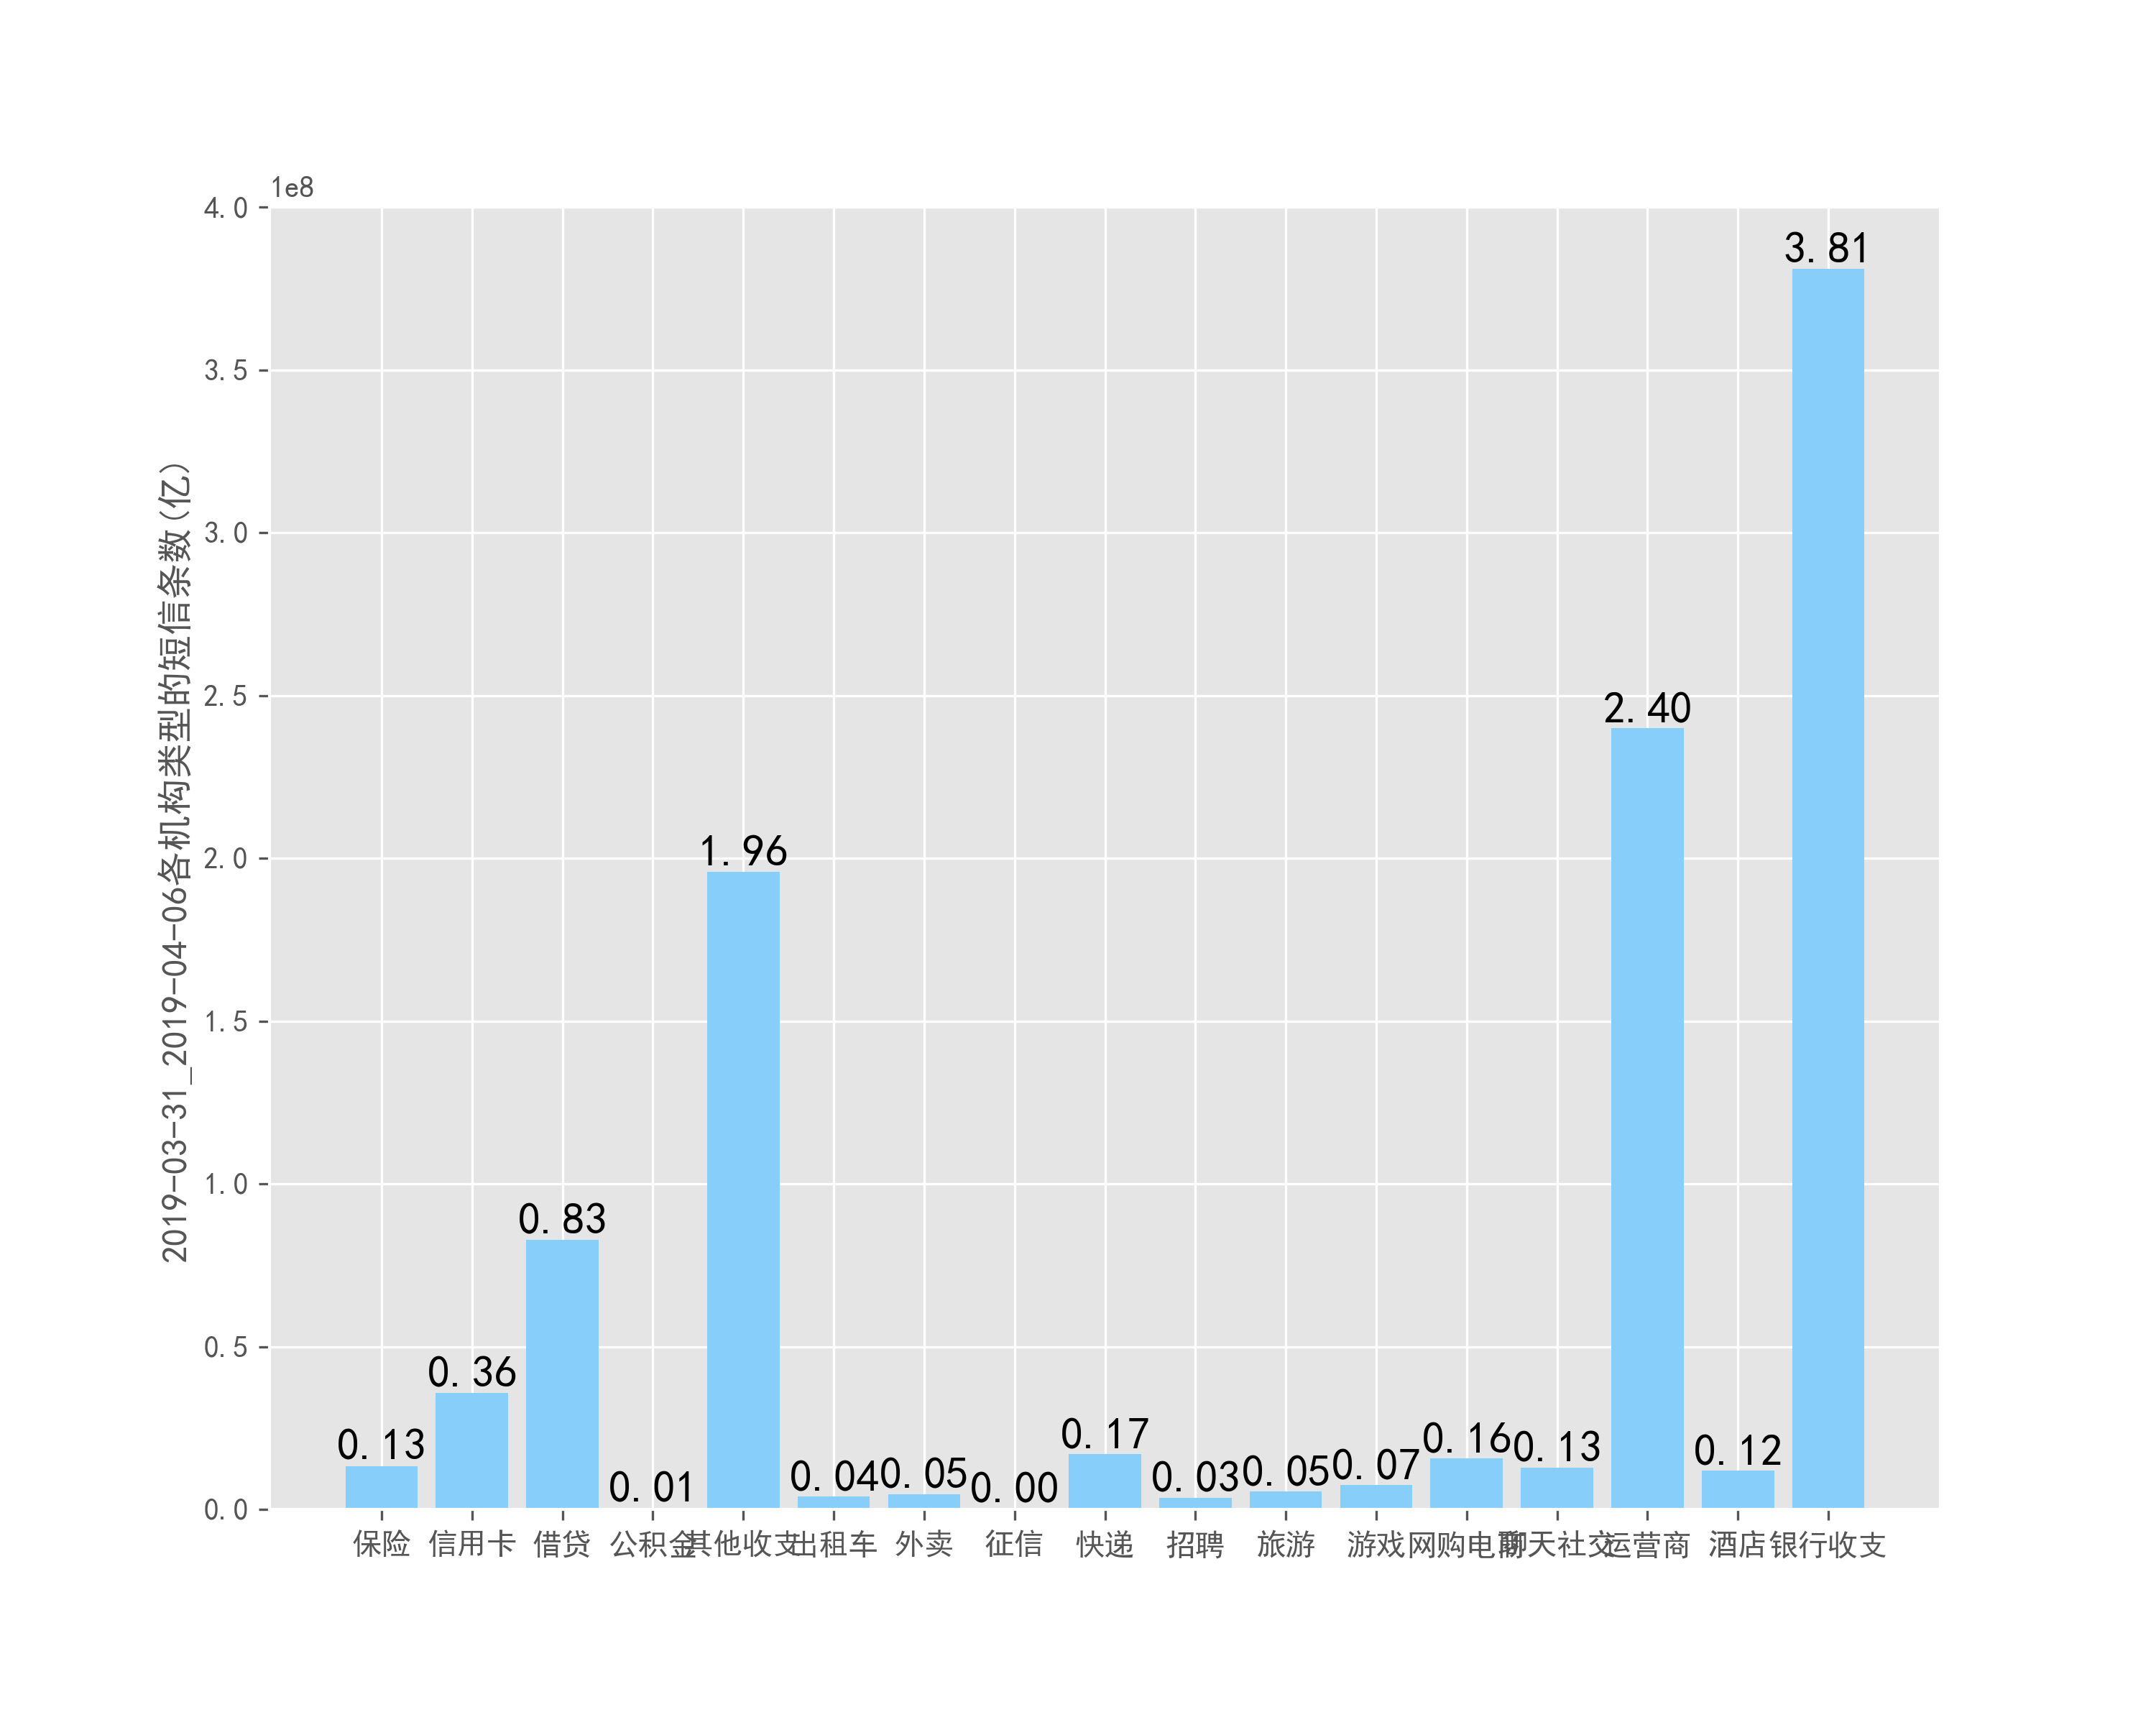 1e8
4.0
3.5
3.0
2.5
2.0
1.5
1.0
0.5
0.0
2019-03-31_2019-04-06各机构类型的短信条数(亿)
0.13
0.36
0.83
0.01
1.96
0.04
0.05
0.00
0.17
0.03
0.05
0.07
0.16
0.13
2.40
0.12
3.81
保险
信用卡
借贷
公积金
其他收支
出租车
外卖
征信
快递
招聘
旅游
游戏
网购电商
聊天社交
运营商
酒店
银行收支